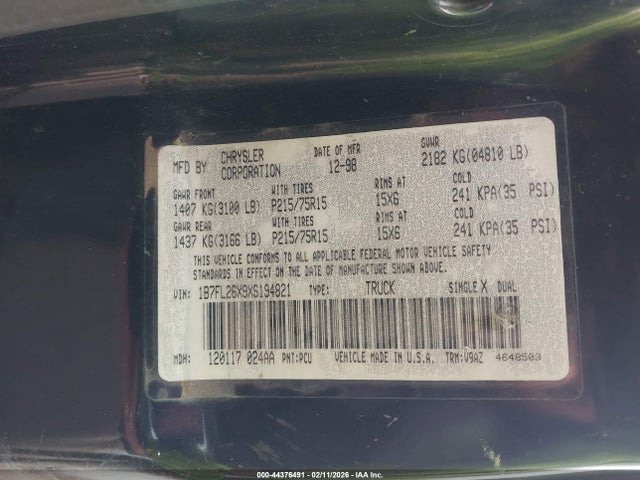 MFD BY CHRYSLER CORPORATION DATE OF MFR 12-98 GVWR 2182 KG(04810 LB)
GAWR FRONT WITH TIRES RIMS AT COLD
1407 KG(3100 LB) P215/75R15 15X6 241 KPA(35 PSI)
GAWR REAR WITH TIRES RIMS AT COLD
1437 KG(3166 LB) P215/75R15 15X6 241 KPA(35 PSI)
THIS VEHICLE CONFORMS TO ALL APPLICABLE FEDERAL MOTOR VEHICLE SAFETY
STANDARDS IN EFFECT ON THE DATE OF MANUFACTURE SHOWN ABOVE.
VIN: 1B7FL26X9XS194821 TYPE: TRUCK SINGLE X DUAL
MDH: 120117 024AA PNT:PCU VEHICLE MADE IN U.S.A. TRM:V9AZ 4648503
000-44376491 - 02/11/2026 - IAA Inc.